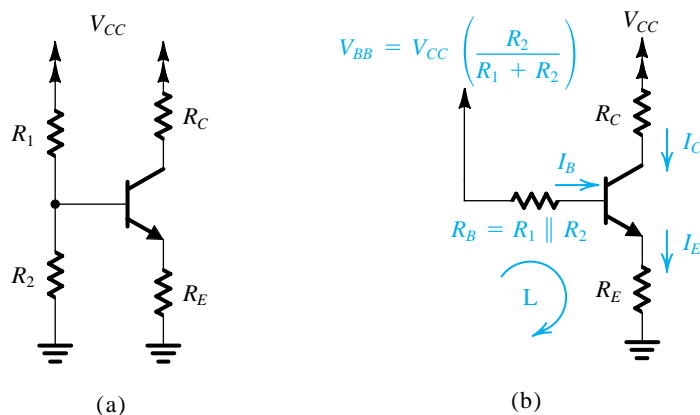 V_CC
R_1
R_C
R_2
R_E
(a)
V_BB = V_CC (R_2 / (R_1 + R_2))
V_CC
R_C
I_C
I_B
R_B = R_1 || R_2
I_E
L
R_E
(b)